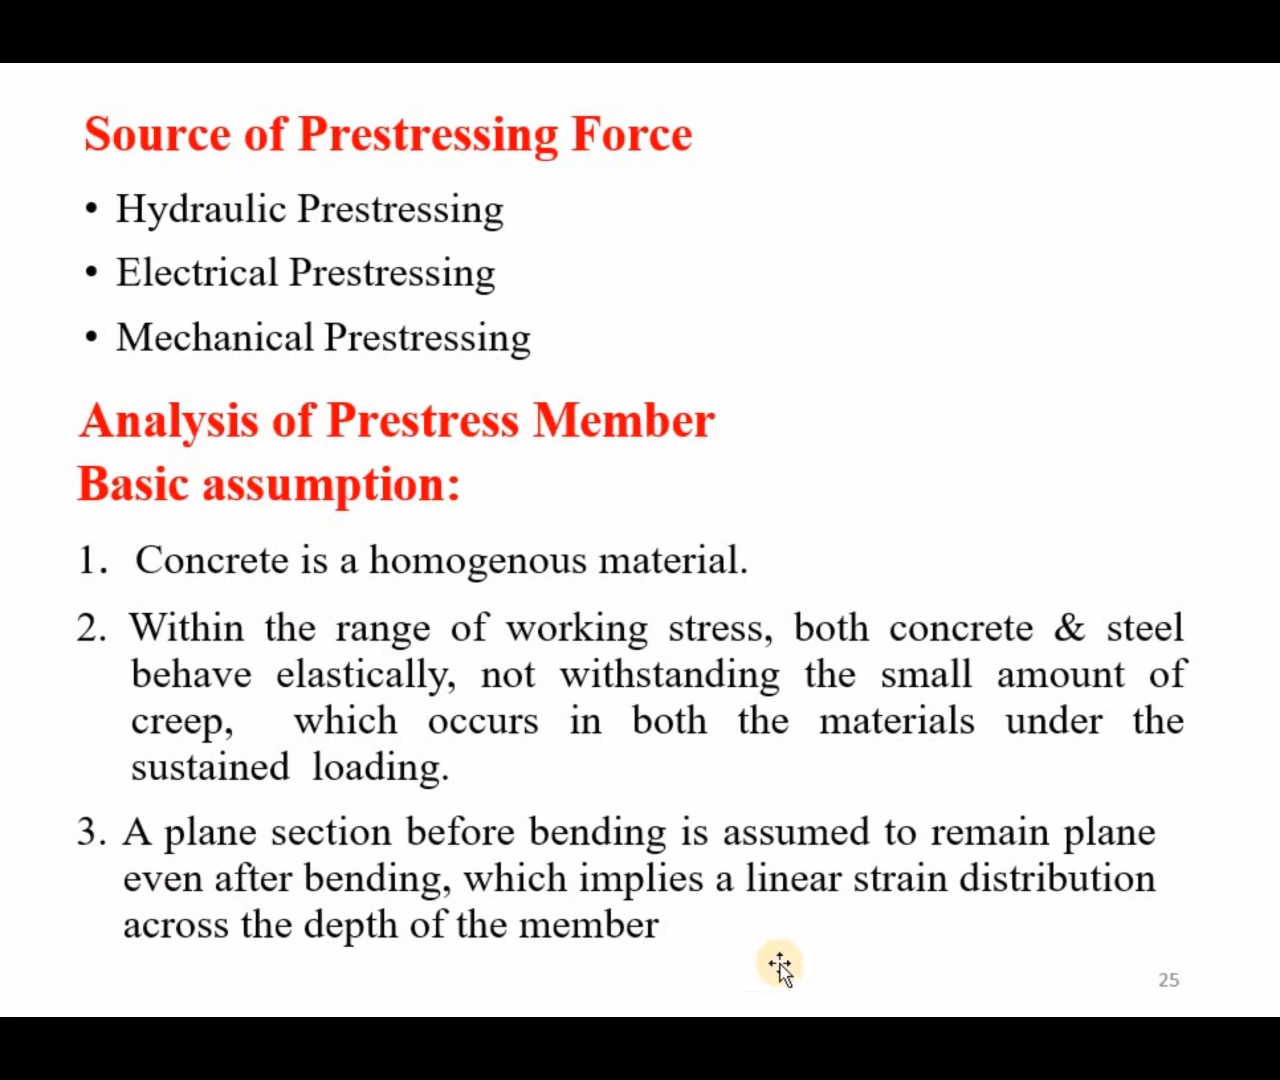 Source of Prestressing Force
• Hydraulic Prestressing
• Electrical Prestressing
• Mechanical Prestressing
Analysis of Prestress Member
Basic assumption:
1. Concrete is a homogenous material.
2. Within the range of working stress, both concrete & steel
behave elastically, not withstanding the small amount of
creep, which occurs in both the materials under the
sustained loading.
3. A plane section before bending is assumed to remain plane
even after bending, which implies a linear strain distribution
across the depth of the member
25